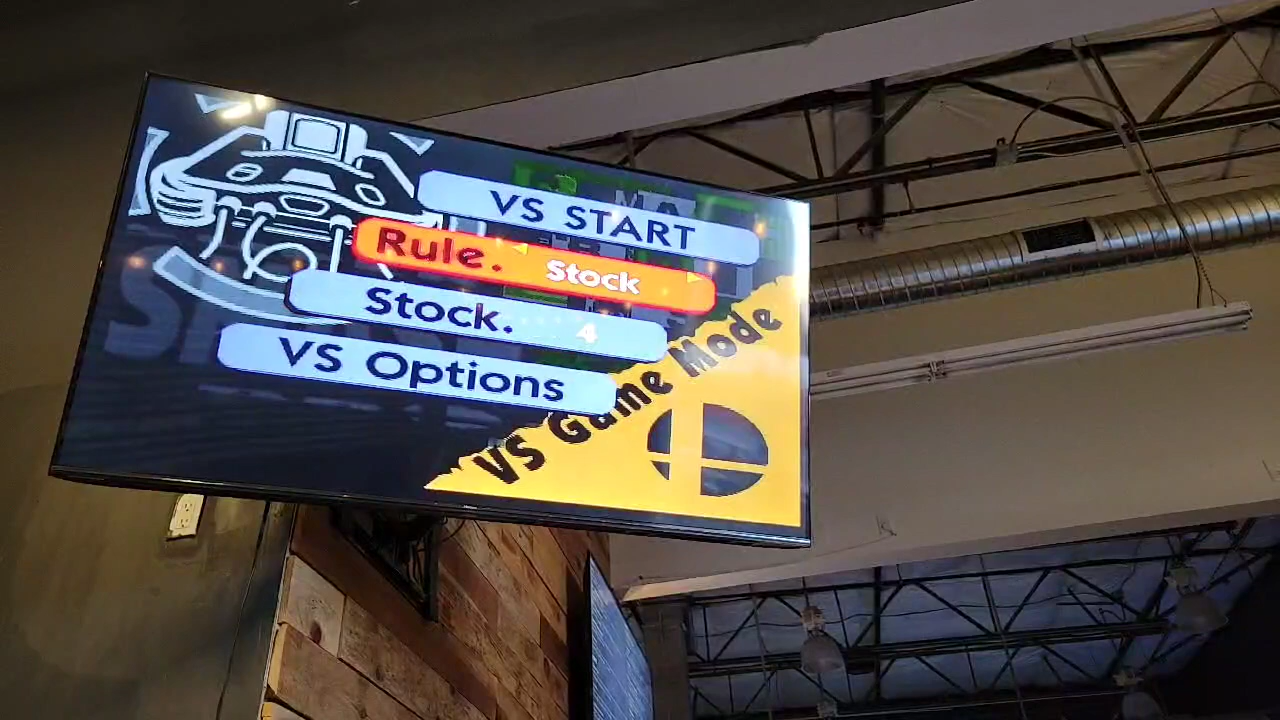 VS START
Rule. Stock
Stock. 4
VS Options
VS Game Mode